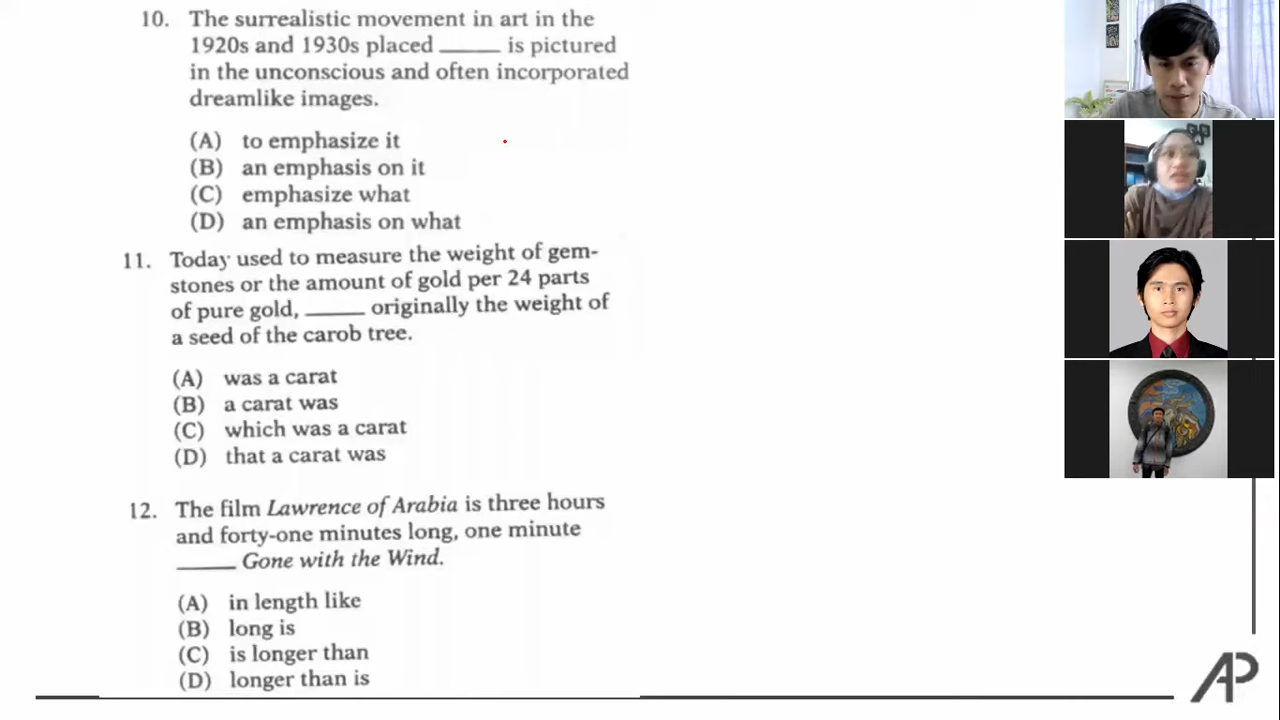 10. The surrealistic movement in art in the
1920s and 1930s placed _____ is pictured
in the unconscious and often incorporated
dreamlike images.
(A) to emphasize it
(B) an emphasis on it
(C) emphasize what
(D) an emphasis on what
11. Today used to measure the weight of gem-
stones or the amount of gold per 24 parts
of pure gold, _____ originally the weight of
a seed of the carob tree.
(A) was a carat
(B) a carat was
(C) which was a carat
(D) that a carat was
12. The film Lawrence of Arabia is three hours
and forty-one minutes long, one minute
_____ Gone with the Wind.
(A) in length like
(B) long is
(C) is longer than
(D) longer than is
AP